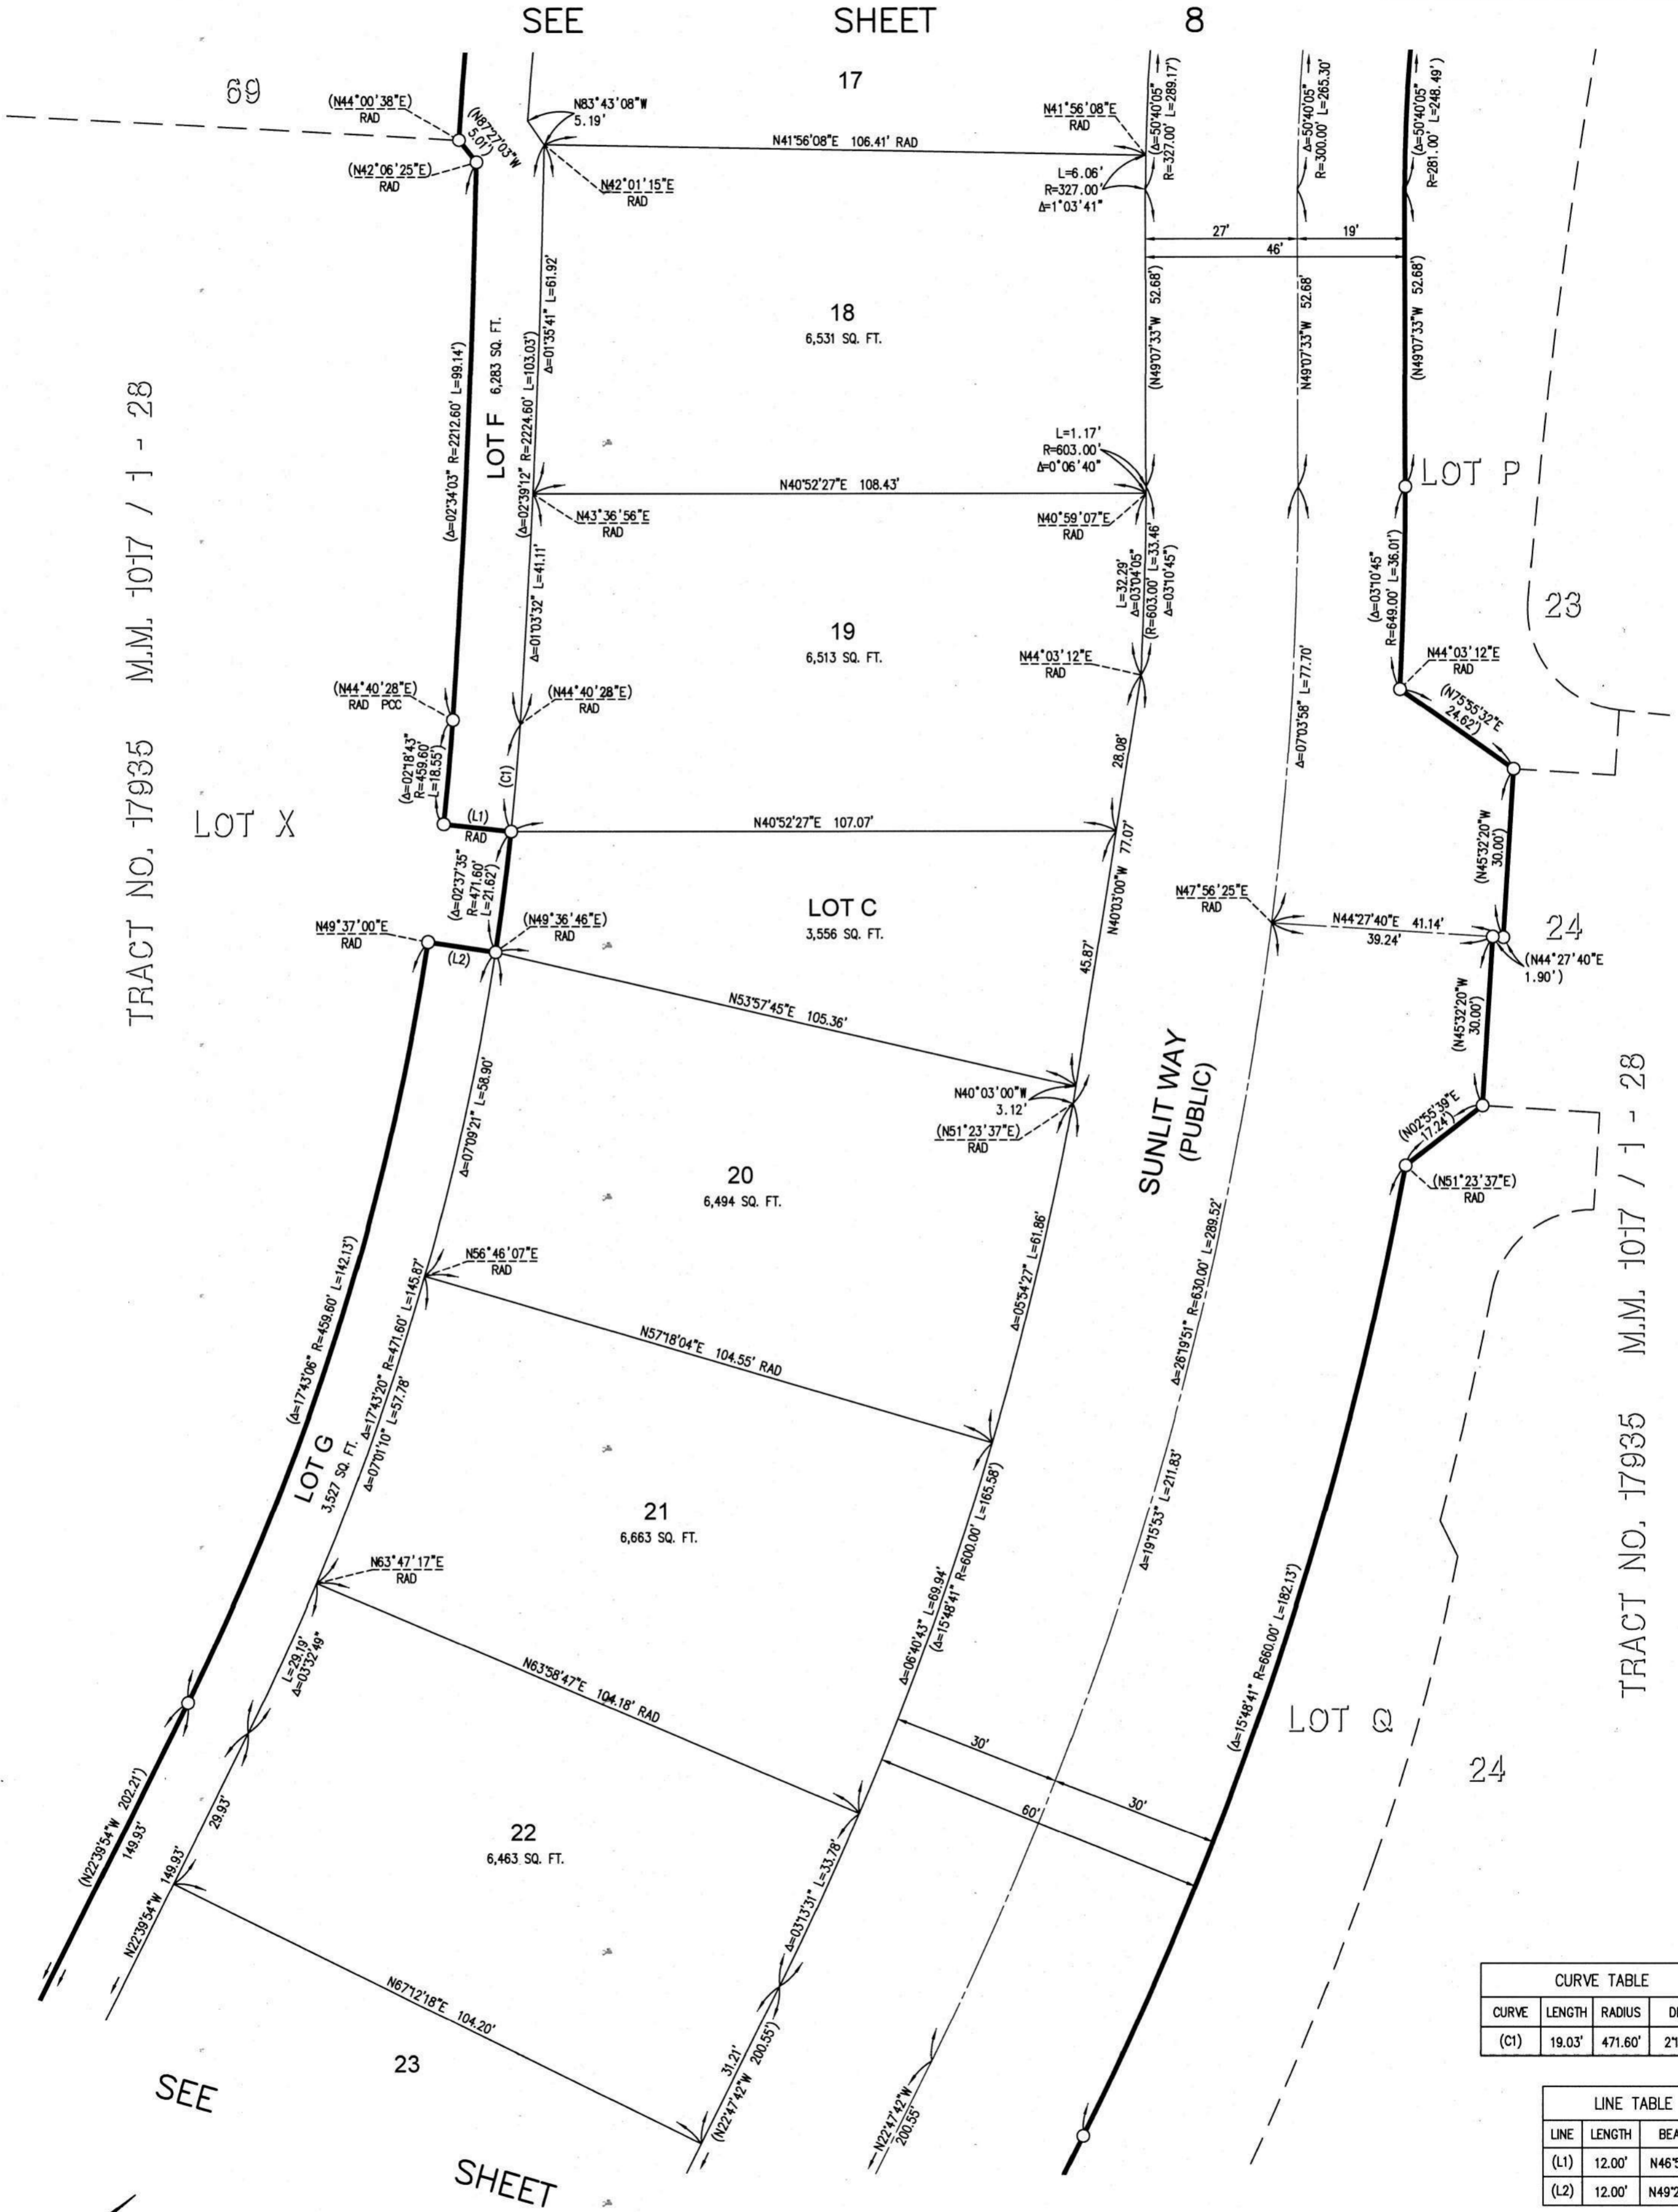 SEE SHEET 8
69
17
(N44°00'38"E)
RAD
(N87°27'03"W
5.01')
(N42°06'25"E)
RAD
N83°43'08"W
5.19'
N42°01'15"E
RAD
N41°56'08"E 106.41' RAD
N41°56'08"E
RAD
L=6.06'
R=327.00'
Δ=1°03'41"
(Δ=50°40'05"
R=327.00' L=289.17')
Δ=50°40'05"
R=300.00' L=265.30'
(Δ=50°40'05"
R=281.00' L=248.49')
27'
19'
46'
(N49°07'33"W 52.68')
N49°07'33"W 52.68'
(N49°07'33"W 52.68')
TRACT NO. 17935 M.M. 1017 / 1 - 28
(Δ=02°34'03" R=2212.60' L=99.14')
LOT F 6,283 SQ. FT.
(Δ=02°39'12" R=2224.60' L=103.03')
Δ=01°35'41" L=61.92'
18
6,531 SQ. FT.
L=1.17'
R=603.00'
Δ=0°06'40"
N40°52'27"E 108.43'
N43°36'56"E
RAD
N40°59'07"E
RAD
LOT P
Δ=01°03'32" L=41.11'
19
6,513 SQ. FT.
L=32.29'
Δ=03°04'05"
(R=603.00' L=33.46'
Δ=03°10'45")
(Δ=03°10'45"
R=649.00' L=36.01')
23
N44°03'12"E
RAD
N44°03'12"E
RAD
(N75°55'32"E
24.62')
(N44°40'28"E)
RAD PCC
(N44°40'28"E)
RAD
Δ=07°03'58" L=77.70'
28.08'
(Δ=02°18'43"
R=459.60'
L=18.55')
(C1)
(L1)
RAD
LOT X
N40°52'27"E 107.07'
N40°03'00"W 77.07'
(N45°32'20"W
30.00')
(Δ=02°37'35"
R=471.60'
L=21.62')
LOT C
3,556 SQ. FT.
N47°56'25"E
RAD
N44°27'40"E 41.14'
39.24'
24
(N44°27'40"E
1.90')
N49°37'00"E
RAD
(L2)
(N49°36'46"E)
RAD
45.87'
N53°57'45"E 105.36'
(N45°32'20"W
30.00')
SUNLIT WAY
(PUBLIC)
Δ=07°09'21" L=58.90'
N40°03'00"W
3.12'
(N51°23'37"E)
RAD
(N02°55'39"E
17.24')
(N51°23'37"E)
RAD
TRACT NO. 17935 M.M. 1017 / 1 - 28
20
6,494 SQ. FT.
(Δ=17°43'06" R=459.60' L=142.13')
N56°46'07"E
RAD
Δ=05°54'27" L=61.86'
Δ=26°19'51" R=630.00' L=289.52'
N57°18'04"E 104.55' RAD
LOT G
3,527 SQ. FT.
Δ=17°43'20" R=471.60' L=145.87'
Δ=07°01'10" L=57.78'
21
6,663 SQ. FT.
Δ=19°15'53" L=211.83'
N63°47'17"E
RAD
Δ=06°40'43" L=69.94'
(Δ=15°48'41" R=600.00' L=165.58')
(Δ=15°48'41" R=660.00' L=182.13')
L=29.19'
Δ=03°32'49"
N63°58'47"E 104.18' RAD
LOT Q
24
30'
30'
60'
(N22°39'54"W 202.21')
149.93'
29.93'
N22°39'54"W 149.93'
22
6,463 SQ. FT.
Δ=03°13'31" L=33.78'
N67°12'18"E 104.20'
31.21'
(N22°47'42"W 200.55')
N22°47'42"W
200.55'
23
SEE
SHEET
CURVE TABLE
CURVE LENGTH RADIUS
(C1) 19.03' 471.60'
LINE TABLE
LINE LENGTH
(L1) 12.00'
(L2) 12.00'